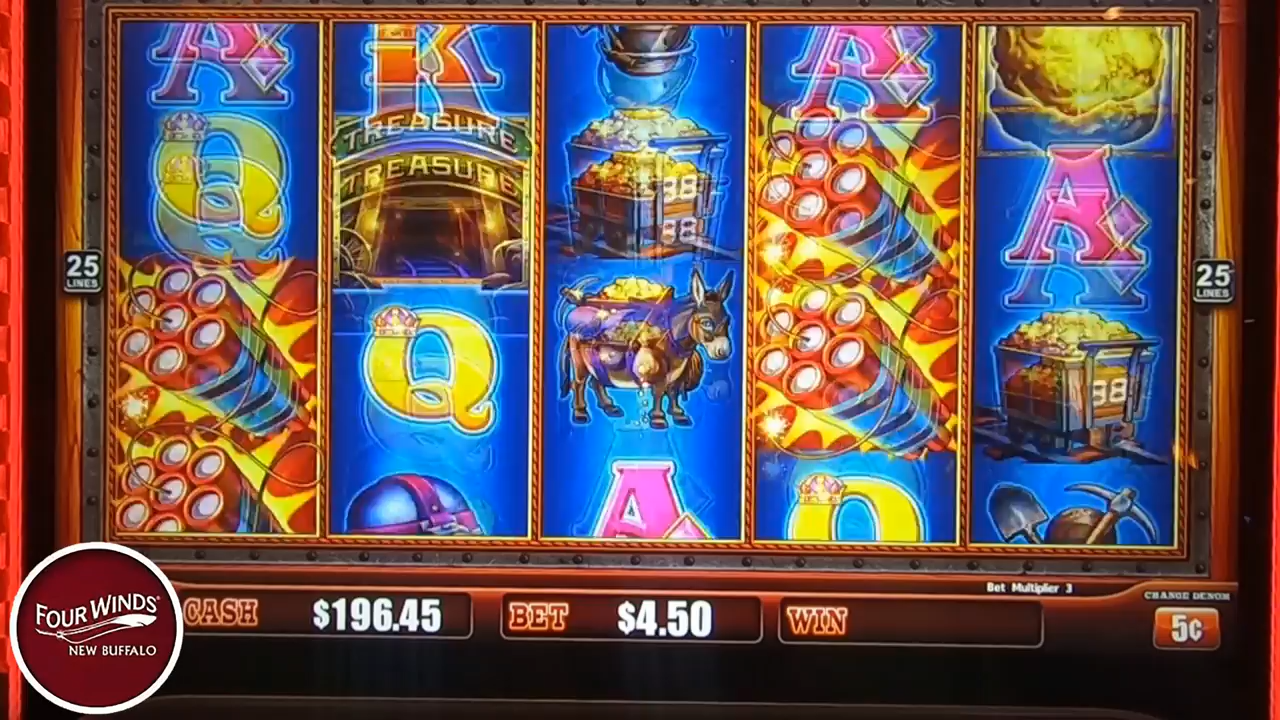 A K A
Q TREASURE
TREASURE 88
88
A
25
LINES
25
LINES
Q
88
A Q
Bet Multiplier 3
CHANGE DENOM
CASH $196.45 BET $4.50 WIN 5¢
FOUR WINDS®
NEW BUFFALO